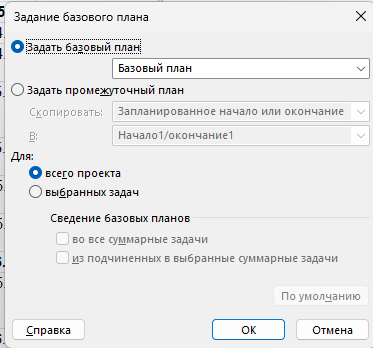 Задание базового плана
Задать базовый план
Базовый план
Задать промежуточный план
Скопировать: Запланированное начало или окончание
В: Начало1/окончание1
Для:
всего проекта
выбранных задач
Сведение базовых планов
во все суммарные задачи
из подчиненных в выбранные суммарные задачи
По умолчанию
Справка ОК Отмена